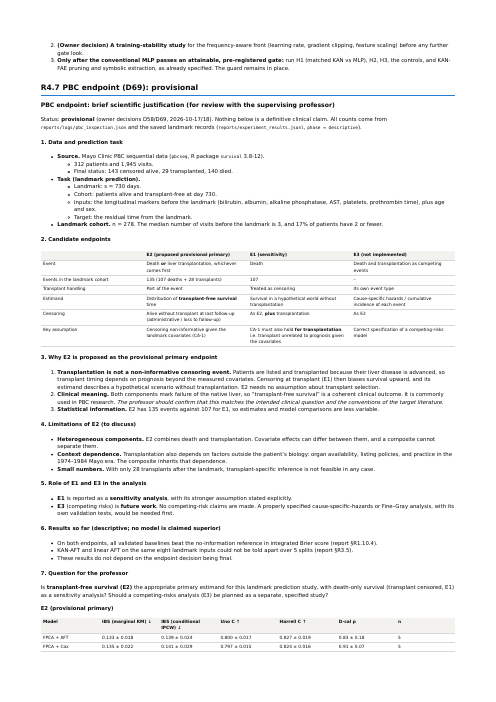 2. (Owner decision) A training-stability study for the frequency-aware front (learning rate, gradient clipping, feature scaling) before any further
gate look.
3. Only after the conventional MLP passes an attainable, pre-registered gate: run H1 (matched KAN vs MLP), H2, H3, the controls, and KAN-
FAE pruning and symbolic extraction, as already specified. The guard remains in place.
R4.7 PBC endpoint (D69): provisional
PBC endpoint: brief scientific justification (for review with the supervising professor)
Status: provisional (owner decisions D58/D69, 2026-10-17/18). Nothing below is a definitive clinical claim. All counts come from
reports/logs/pbc_inspection.json and the saved landmark records (reports/experiment_results.jsonl, phase = descriptive).
1. Data and prediction task
• Source. Mayo Clinic PBC sequential data (pbcseq, R package survival 3.8-12).
312 patients and 1,945 visits.
Final status: 143 censored alive, 29 transplanted, 140 died.
• Task (landmark prediction).
Landmark: s = 730 days.
Cohort: patients alive and transplant-free at day 730.
Inputs: the longitudinal markers before the landmark (bilirubin, albumin, alkaline phosphatase, AST, platelets, prothrombin time), plus age
and sex.
Target: the residual time from the landmark.
• Landmark cohort. n = 278. The median number of visits before the landmark is 3, and 17% of patients have 2 or fewer.
2. Candidate endpoints
E2 (proposed provisional primary) E1 (sensitivity) E3 (not implemented)
Event Death or liver transplantation, whichever comes first Death Death and transplantation as competing events
Events in the landmark cohort 135 (107 deaths + 28 transplants) 107 –
Transplant handling Part of the event Treated as censoring Its own event type
Estimand Distribution of transplant-free survival time Survival in a hypothetical world without transplantation Cause-specific hazards / cumulative incidence of each event
Censoring Alive without transplant at last follow-up (administrative / loss to follow-up) As E2, plus transplant As E2
Key assumption Censoring non-informative given the landmark covariates (CA-1) CA-1 must also hold for transplantation, i.e. transplant unrelated to prognosis given the covariates Correct specification of a competing-risks model
3. Why E2 is proposed as the provisional primary endpoint
1. Transplantation is not a non-informative censoring event. Patients are listed and transplanted because their liver disease is advanced, so
transplant timing depends on prognosis beyond the measured covariates. Censoring at transplant (E1) then biases survival upward, and its
estimand describes a hypothetical scenario without transplantation. E2 needs no assumption about transplant selection.
2. Clinical meaning. Both components mark failure of the native liver, so "transplant-free survival" is a coherent clinical outcome. It is commonly
used in PBC research. The professor should confirm that this matches the intended clinical question and the conventions of the target literature.
3. Statistical information. E2 has 135 events against 107 for E1, so estimates and model comparisons are less variable.
4. Limitations of E2 (to discuss)
• Heterogeneous components. E2 combines death and transplantation. Covariate effects can differ between them, and a composite cannot
separate them.
• Context dependence. Transplantation also depends on factors outside the patient's biology: organ availability, listing policies, and practice in the
1974–1984 Mayo era. The composite inherits that dependence.
• Small numbers. With only 28 transplants after the landmark, transplant-specific inference is not feasible in any case.
5. Role of E1 and E3 in the analysis
• E1 is reported as a sensitivity analysis, with its stronger assumption stated explicitly.
• E3 (competing risks) is future work. No competing-risk claims are made. A properly specified cause-specific-hazards or Fine–Gray analysis, with its
own validation tests, would be needed first.
6. Results so far (descriptive; no model is claimed superior)
• On both endpoints, all validated baselines beat the no-information reference in integrated Brier score (report §R1.10.4).
• KAN-AFT and linear AFT on the same eight landmark inputs could not be told apart over 5 splits (report §R3.5).
• These results do not depend on the endpoint decision being final.
7. Question for the professor
Is transplant-free survival (E2) the appropriate primary estimand for this landmark prediction study, with death-only survival (transplant censored, E1)
as a sensitivity analysis? Should a competing-risks analysis (E3) be planned as a separate, specified study?
E2 (provisional primary)
Model IBS (marginal KM) ↓ IBS (conditional IPCW) ↓ Uno C ↑ Harrell C ↑ D-cal p n
FPCA + AFT 0.133 ± 0.018 0.139 ± 0.024 0.800 ± 0.017 0.827 ± 0.019 0.83 ± 0.18 5
FPCA + Cox 0.135 ± 0.022 0.141 ± 0.029 0.797 ± 0.015 0.824 ± 0.016 0.91 ± 0.07 5